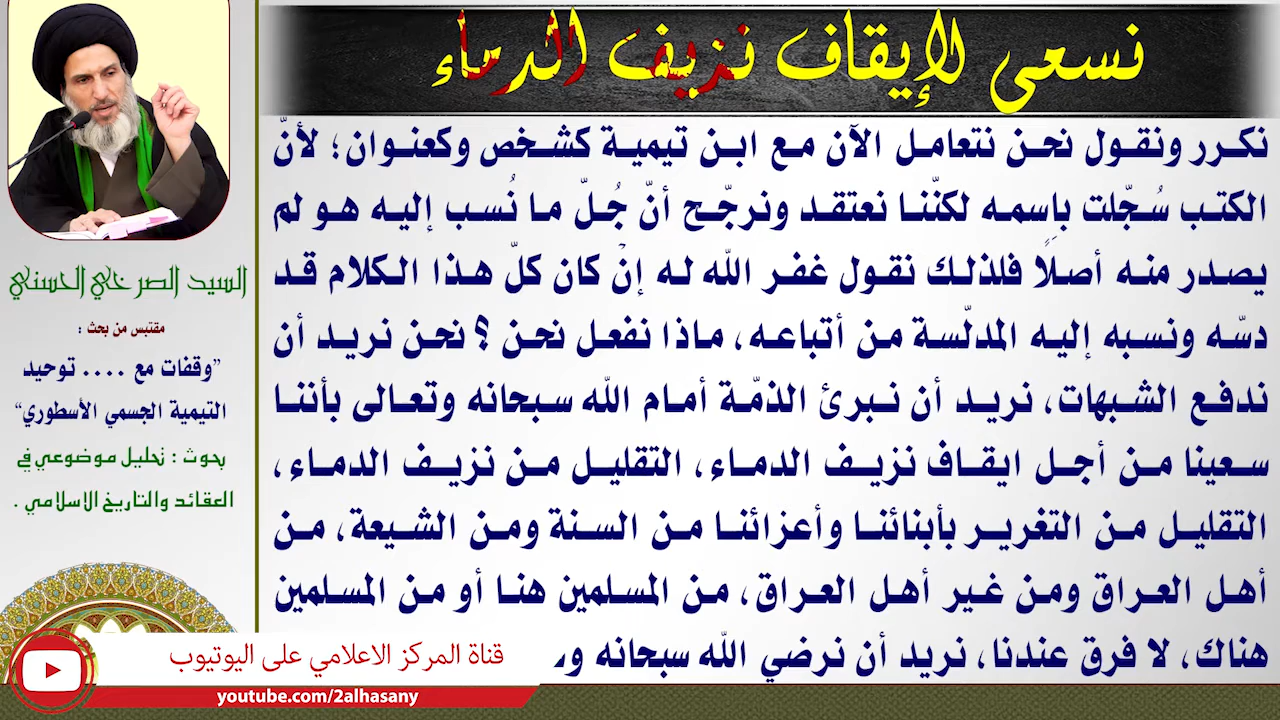 نسعى لإيقاف نزيف الدماء
نكرر ونقول نحن نتعامل الآن مع ابن تيمية كشخص وكعنوان؛ لأنّ
الكتب سُجّلت بإسمه لكنّنا نعتقد ونرجّح أنّ جُلّ ما نُسب إليه هو لم
يصدر منه أصلًا فلذلك نقول غفر الله له إنْ كان كلّ هذا الكلام قد
دسّه ونسبه إليه المدلّسة من أتباعه، ماذا نفعل نحن ؟ نحن نريد أن
ندفع الشبهات، نريد أن نبرئ الذمّة أمام الله سبحانه وتعالى بأننا
سعينا من أجل ايقاف نزيف الدماء، التقليل من نزيف الدماء،
التقليل من التغرير بأبنائنا وأعزائنا من السنة ومن الشيعة، من
أهل العراق ومن غير أهل العراق، من المسلمين هنا أو من المسلمين
هناك، لا فرق عندنا، نريد أن نرضي الله سبحانه
السيد الصرخي الحسني
مقتبس من بحث :
”وقفات مع .... توحيد
التيمية الجسمي الأسطوري“
بحوث : تحليل موضوعي في
العقائد والتاريخ الاسلامي .
قناة المركز الاعلامي على اليوتيوب
youtube.com/2alhasany